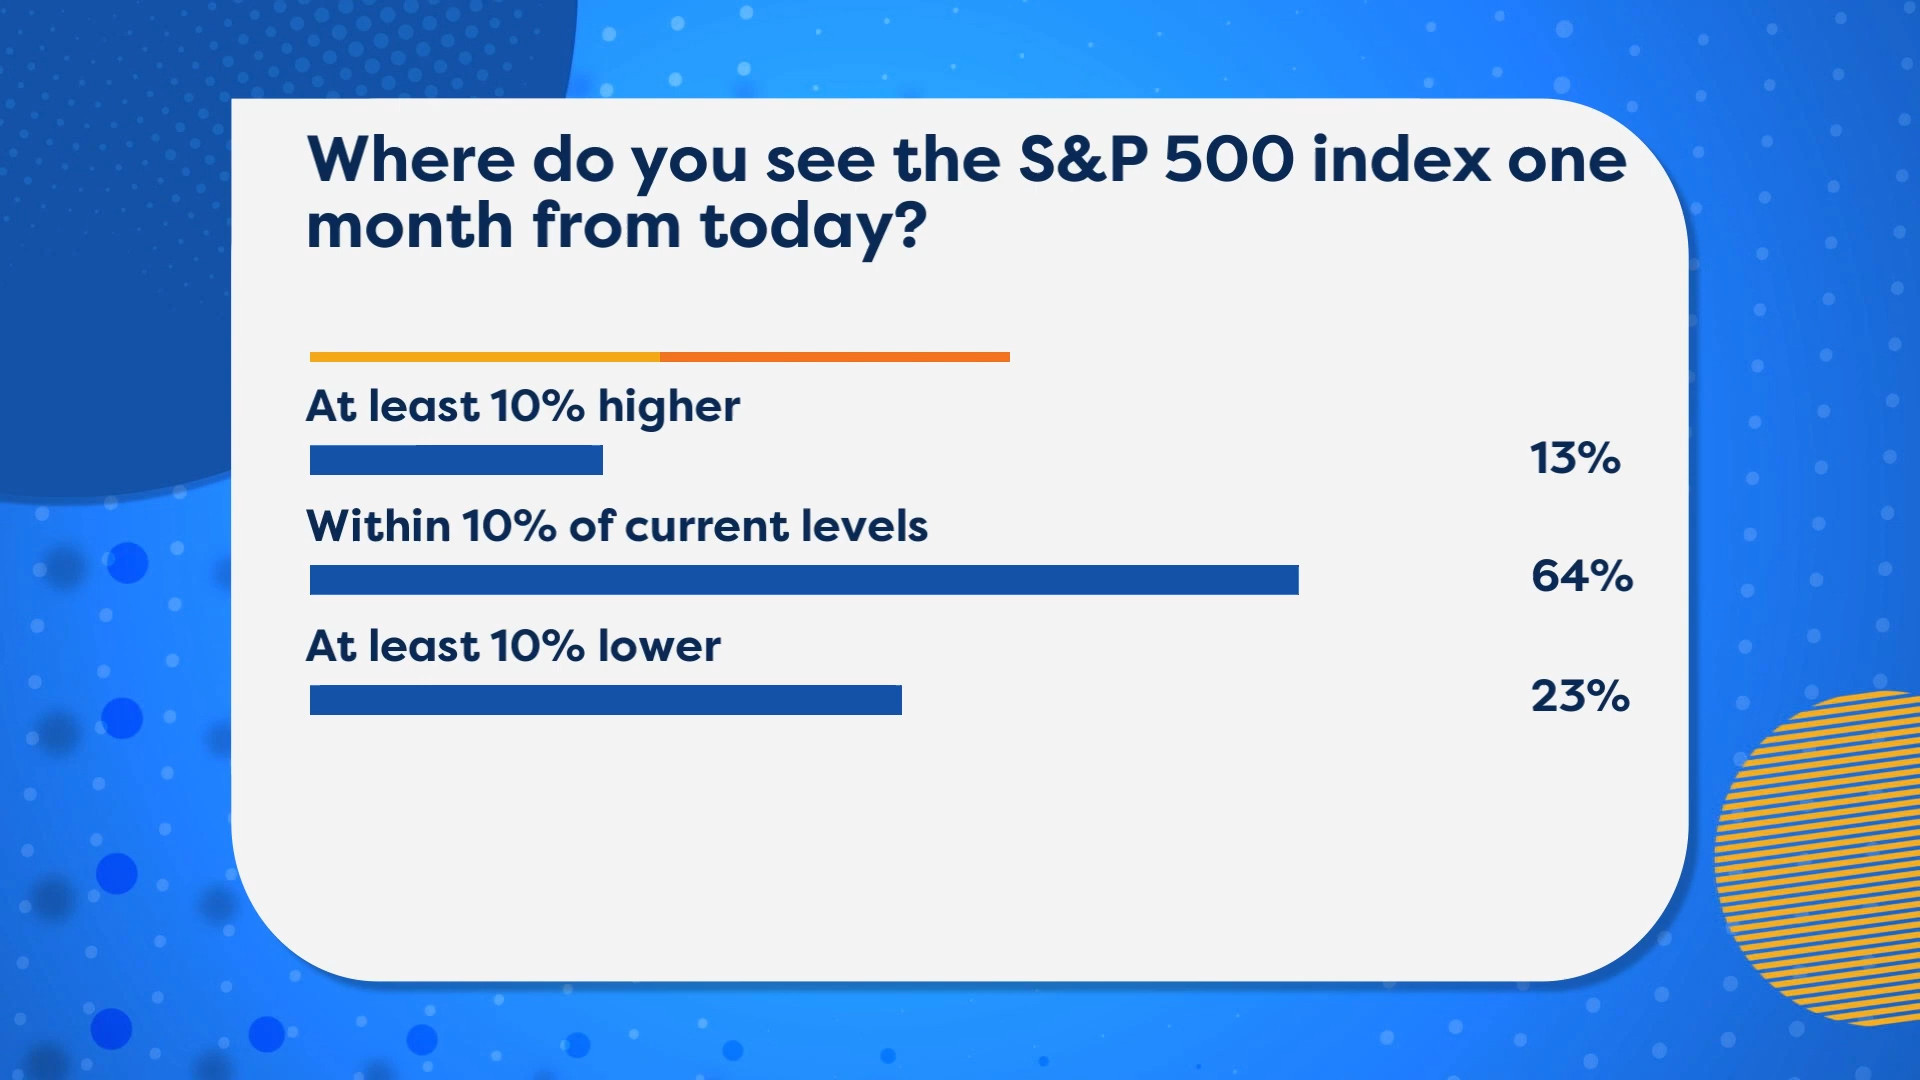 Where do you see the S&P 500 index one
month from today?
At least 10% higher
13%
Within 10% of current levels
64%
At least 10% lower
23%